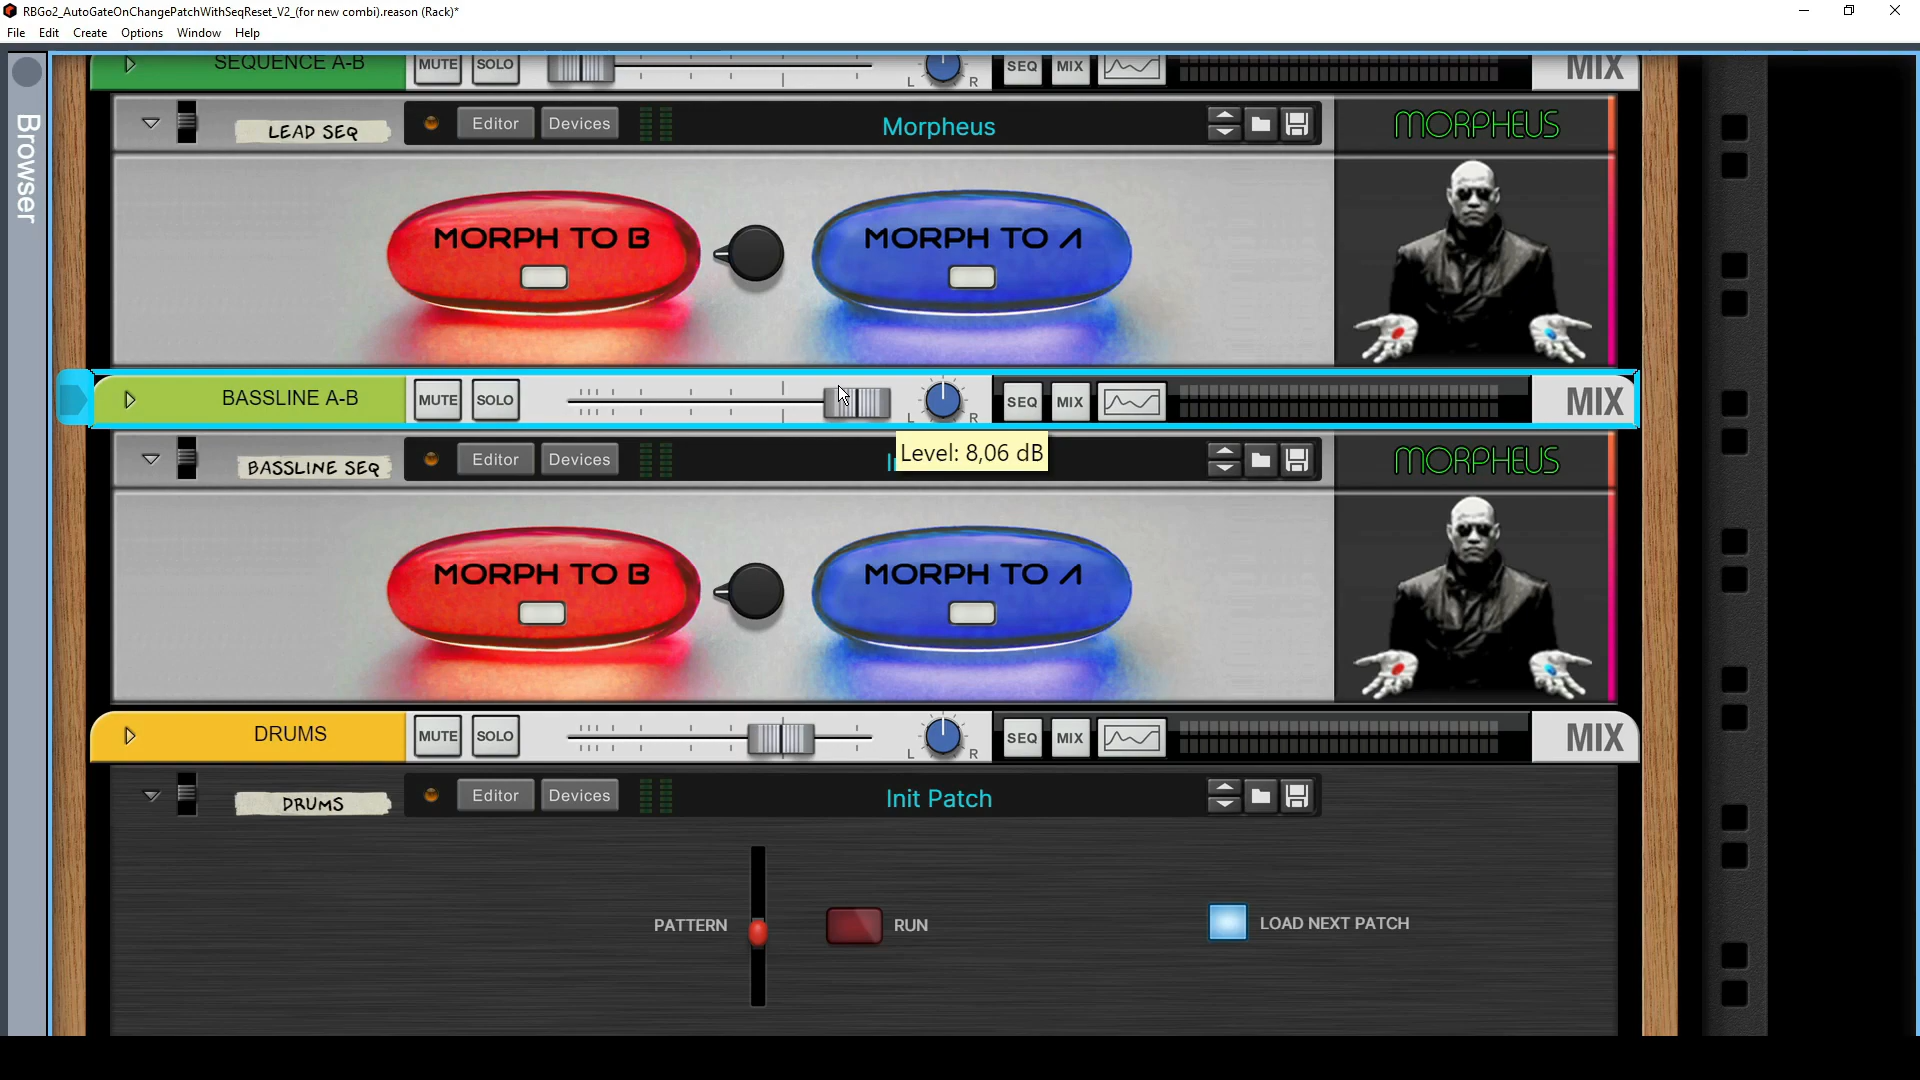 RBGo2_AutoGateOnChangePatchWithSeqReset_V2_(for new combi).reason (Rack)*
File Edit Create Options Window Help
Browser
SEQUENCE A-B MUTE SOLO L R SEQ MIX MIX
LEAD SEQ Editor Devices Morpheus MORPHEUS
MORPH TO B MORPH TO A
BASSLINE A-B MUTE SOLO L R SEQ MIX MIX
Level: 8,06 dB
BASSLINE SEQ Editor Devices MORPHEUS
MORPH TO B MORPH TO A
DRUMS MUTE SOLO L R SEQ MIX MIX
DRUMS Editor Devices Init Patch
PATTERN RUN LOAD NEXT PATCH